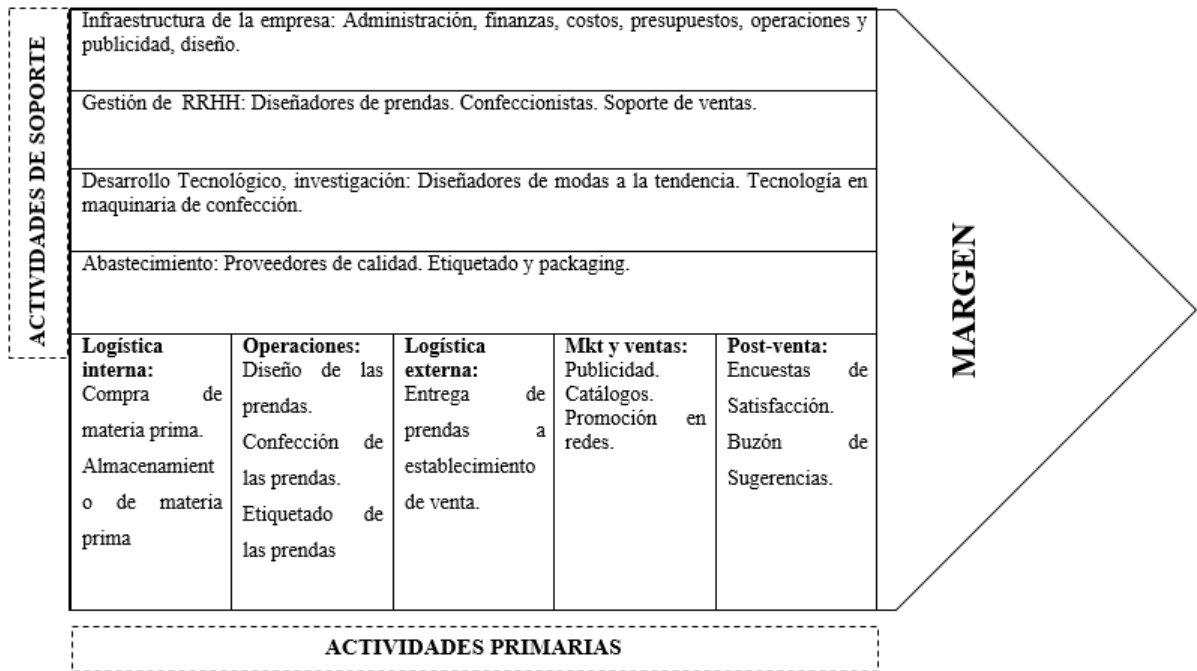 ACTIVIDADES DE SOPORTE
Infraestructura de la empresa: Administración, finanzas, costos, presupuestos, operaciones y
publicidad, diseño.
Gestión de RRHH: Diseñadores de prendas. Confeccionistas. Soporte de ventas.
Desarrollo Tecnológico, investigación: Diseñadores de modas a la tendencia. Tecnología en
maquinaria de confección.
Abastecimiento: Proveedores de calidad. Etiquetado y packaging.
Logística
interna:
Compra de
materia prima.
Almacenamient
o de materia
prima
Operaciones:
Diseño de las
prendas.
Confección de
las prendas.
Etiquetado de
las prendas
Logística
externa:
Entrega de
prendas a
establecimiento
de venta.
Mkt y ventas:
Publicidad.
Catálogos.
Promoción en
redes.
Post-venta:
Encuestas de
Satisfacción.
Buzón de
Sugerencias.
MARGEN
ACTIVIDADES PRIMARIAS